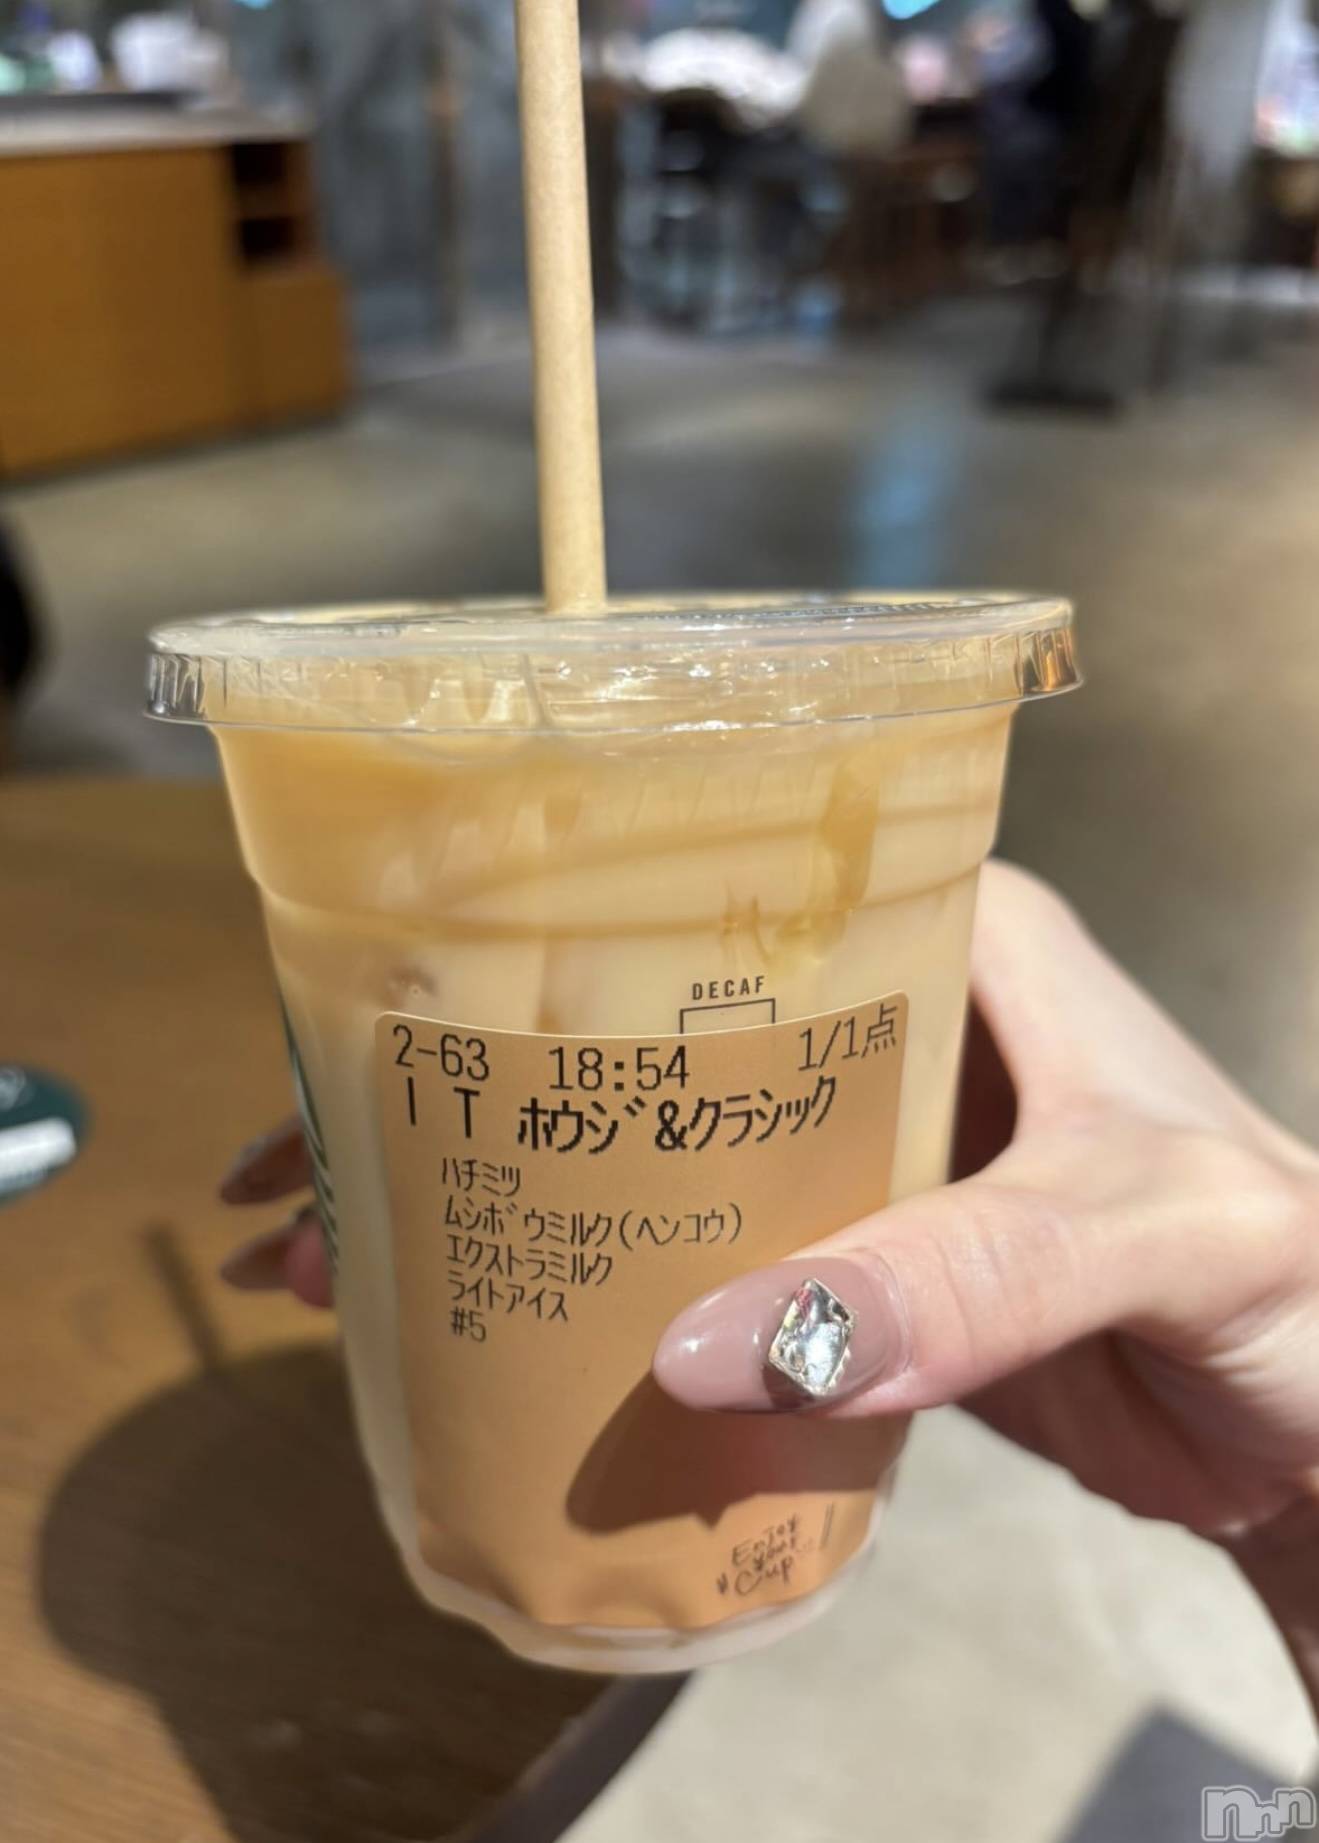 DECAF
2-63 18:54 1/1点
IT ホウジ&クラシック
ハチミツ
ムシボウミルク(ヘンコウ)
エクストラミルク
ライトアイス
#5
Enjoy
your
Cup
nnn